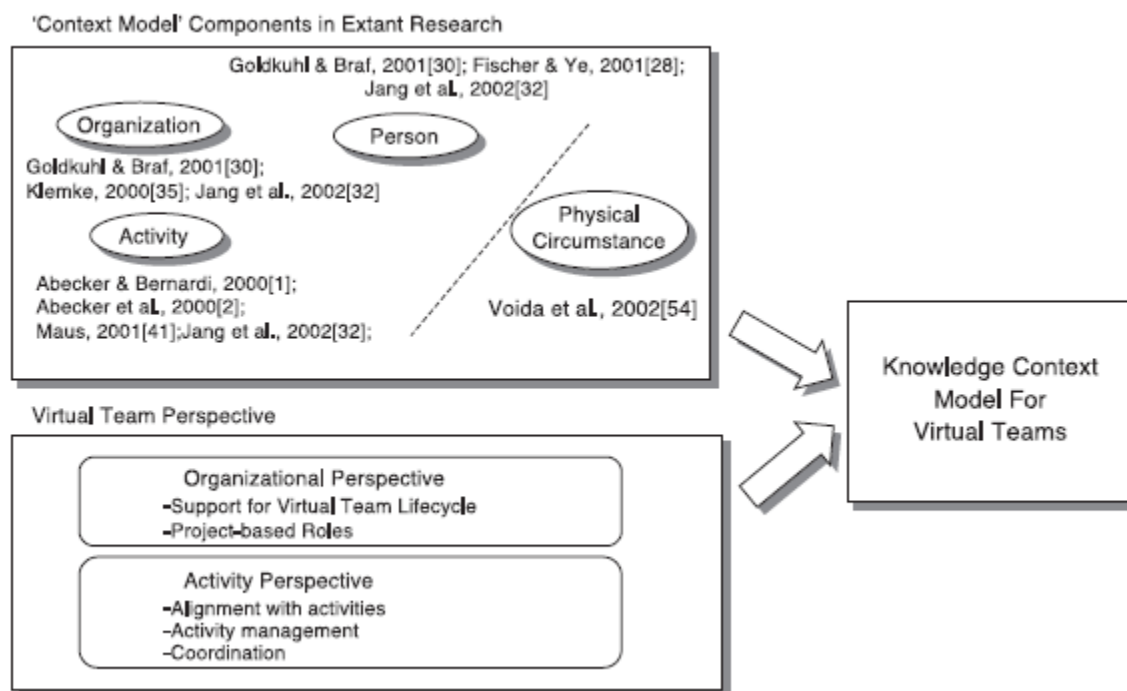 'Context Model' Components in Extant Research
Goldkuhl & Braf, 2001[30]; Fischer & Ye, 2001[28];
Jang et al., 2002[32]
Organization
Person
Goldkuhl & Braf, 2001[30];
Klemke, 2000[35]; Jang et al., 2002[32]
Activity
Physical
Circumstance
Abecker & Bernardi, 2000[1];
Abecker et al., 2000[2];
Maus, 2001[41];Jang et al., 2002[32];
Voida et al., 2002[54]
Virtual Team Perspective
Organizational Perspective
-Support for Virtual Team Lifecycle
-Project-based Roles
Activity Perspective
-Alignment with activities
-Activity management
-Coordination
Knowledge Context
Model For
Virtual Teams